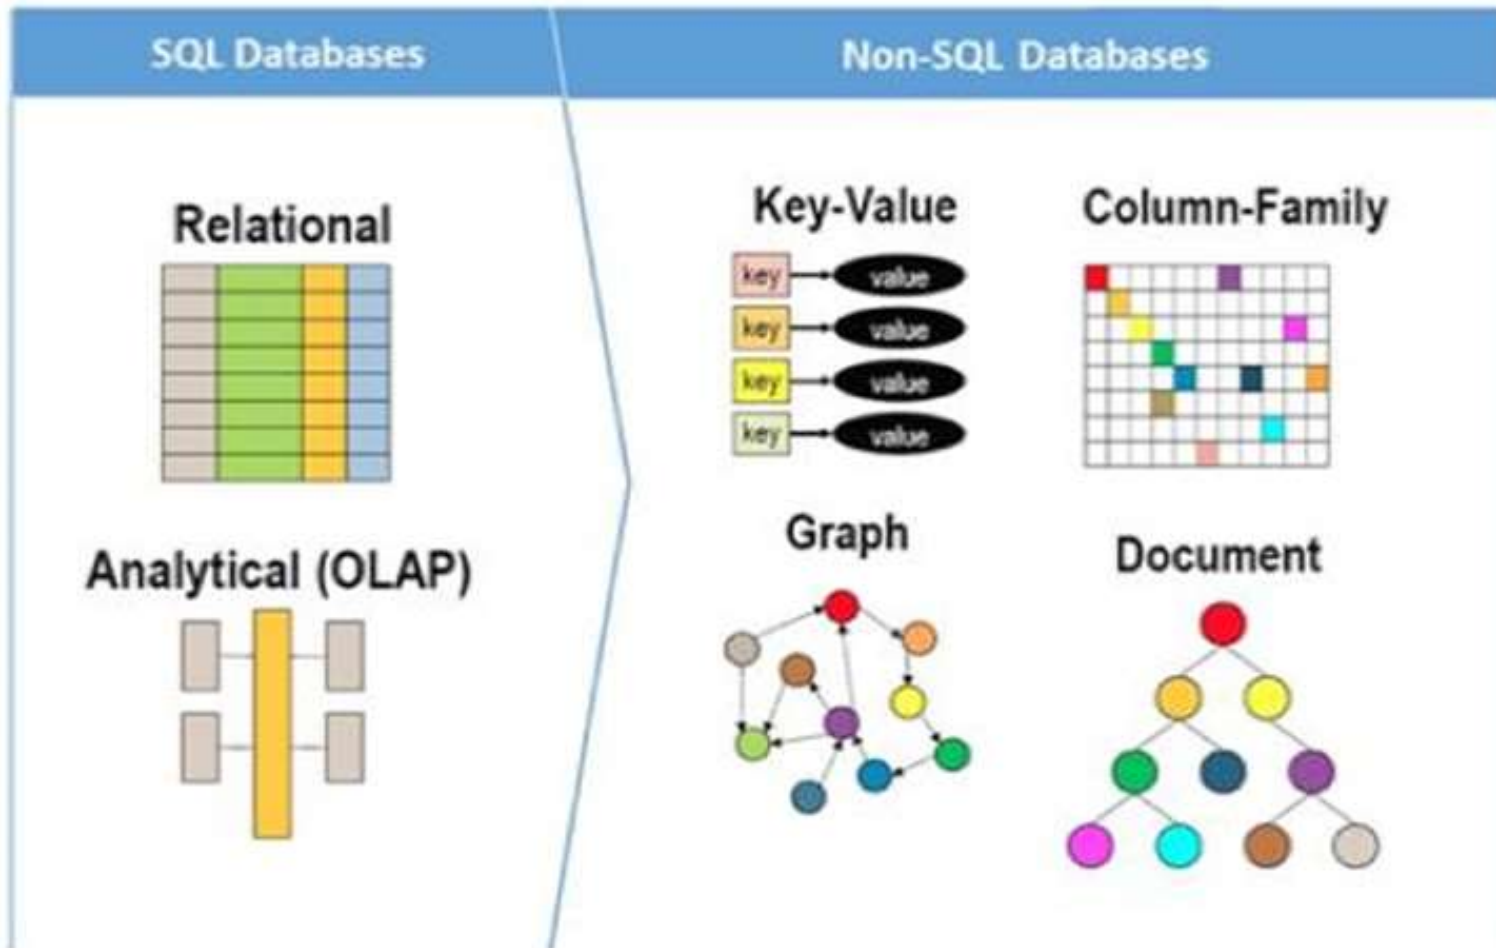 SQL Databases
Non-SQL Databases
Relational
Analytical (OLAP)
Key-Value
key value
key value
key value
key value
Column-Family
Graph
Document